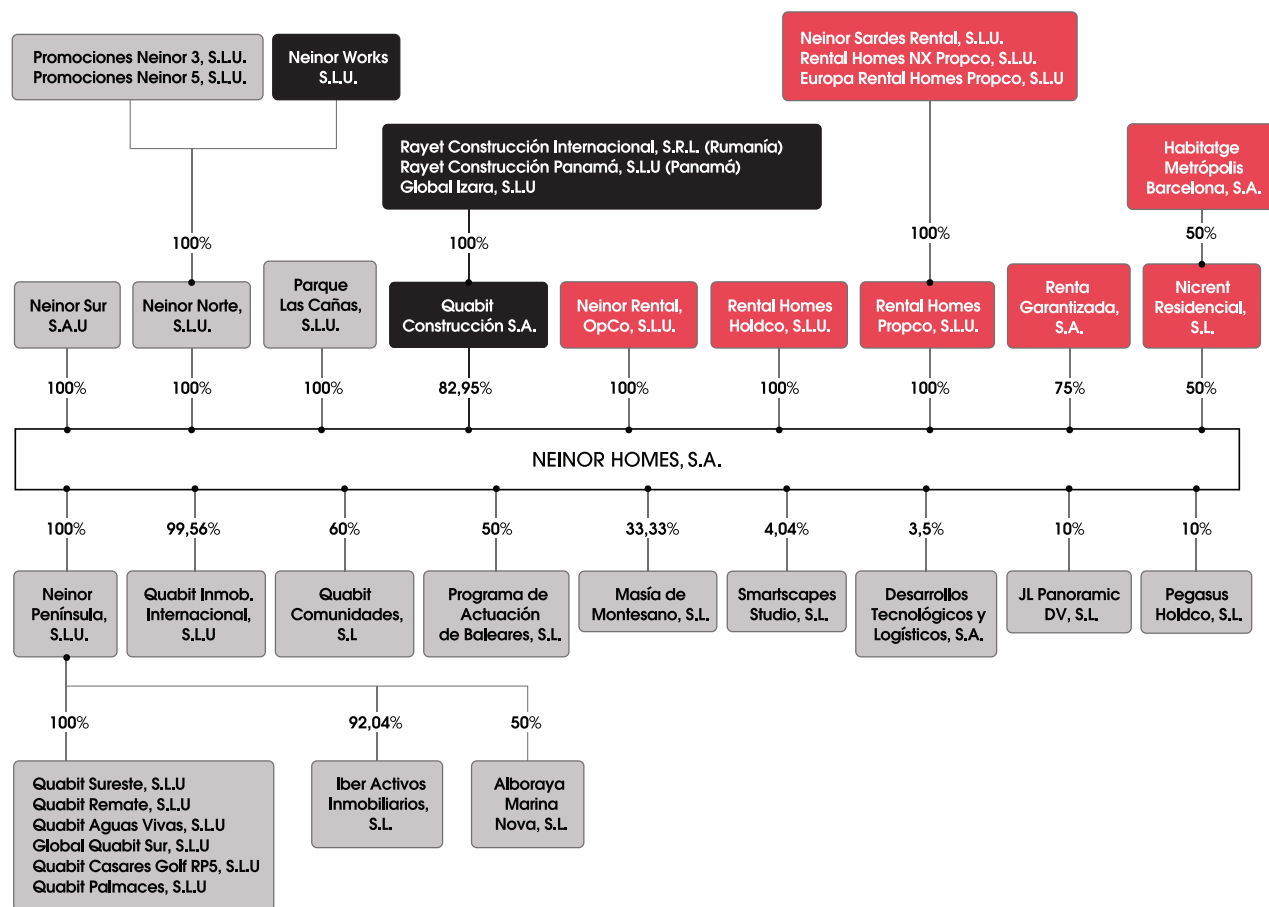 Promociones Neinor 3, S.L.U.
Promociones Neinor 5, S.L.U.
Neinor Works
S.L.U.
Neinor Sardes Rental, S.L.U.
Rental Homes NX Propco, S.L.U.
Europa Rental Homes Propco, S.L.U
Rayet Construcción Internacional, S.R.L. (Rumanía)
Rayet Construcción Panamá, S.L.U (Panamá)
Global Izara, S.L.U
Habitatge
Metrópolis
Barcelona, S.A.
100%
100%
100%
50%
Neinor Sur
S.A.U
Neinor Norte,
S.L.U.
Parque
Las Cañas,
S.L.U.
Quabit
Construcción S.A.
Neinor Rental,
OpCo, S.L.U.
Rental Homes
Holdco, S.L.U.
Rental Homes
Propco, S.L.U.
Renta
Garantizada,
S.A.
Nicrent
Residencial,
S.L.
100%
100%
100%
82,95%
100%
100%
100%
75%
50%
NEINOR HOMES, S.A.
100%
99,56%
60%
50%
33,33%
4,04%
3,5%
10%
10%
Neinor
Península,
S.L.U.
Quabit Inmob.
Internacional,
S.L.U
Quabit
Comunidades,
S.L
Programa de
Actuación
de Baleares, S.L.
Masía de
Montesano, S.L.
Smartscapes
Studio, S.L.
Desarrollos
Tecnológicos y
Logísticos, S.A.
JL Panoramic
DV, S.L.
Pegasus
Holdco, S.L.
100%
92,04%
50%
Quabit Sureste, S.L.U
Quabit Remate, S.L.U
Quabit Aguas Vivas, S.L.U
Global Quabit Sur, S.L.U
Quabit Casares Golf RP5, S.L.U
Quabit Palmaces, S.L.U
Iber Activos
Inmobiliarios,
S.L.
Alboraya
Marina
Nova, S.L.